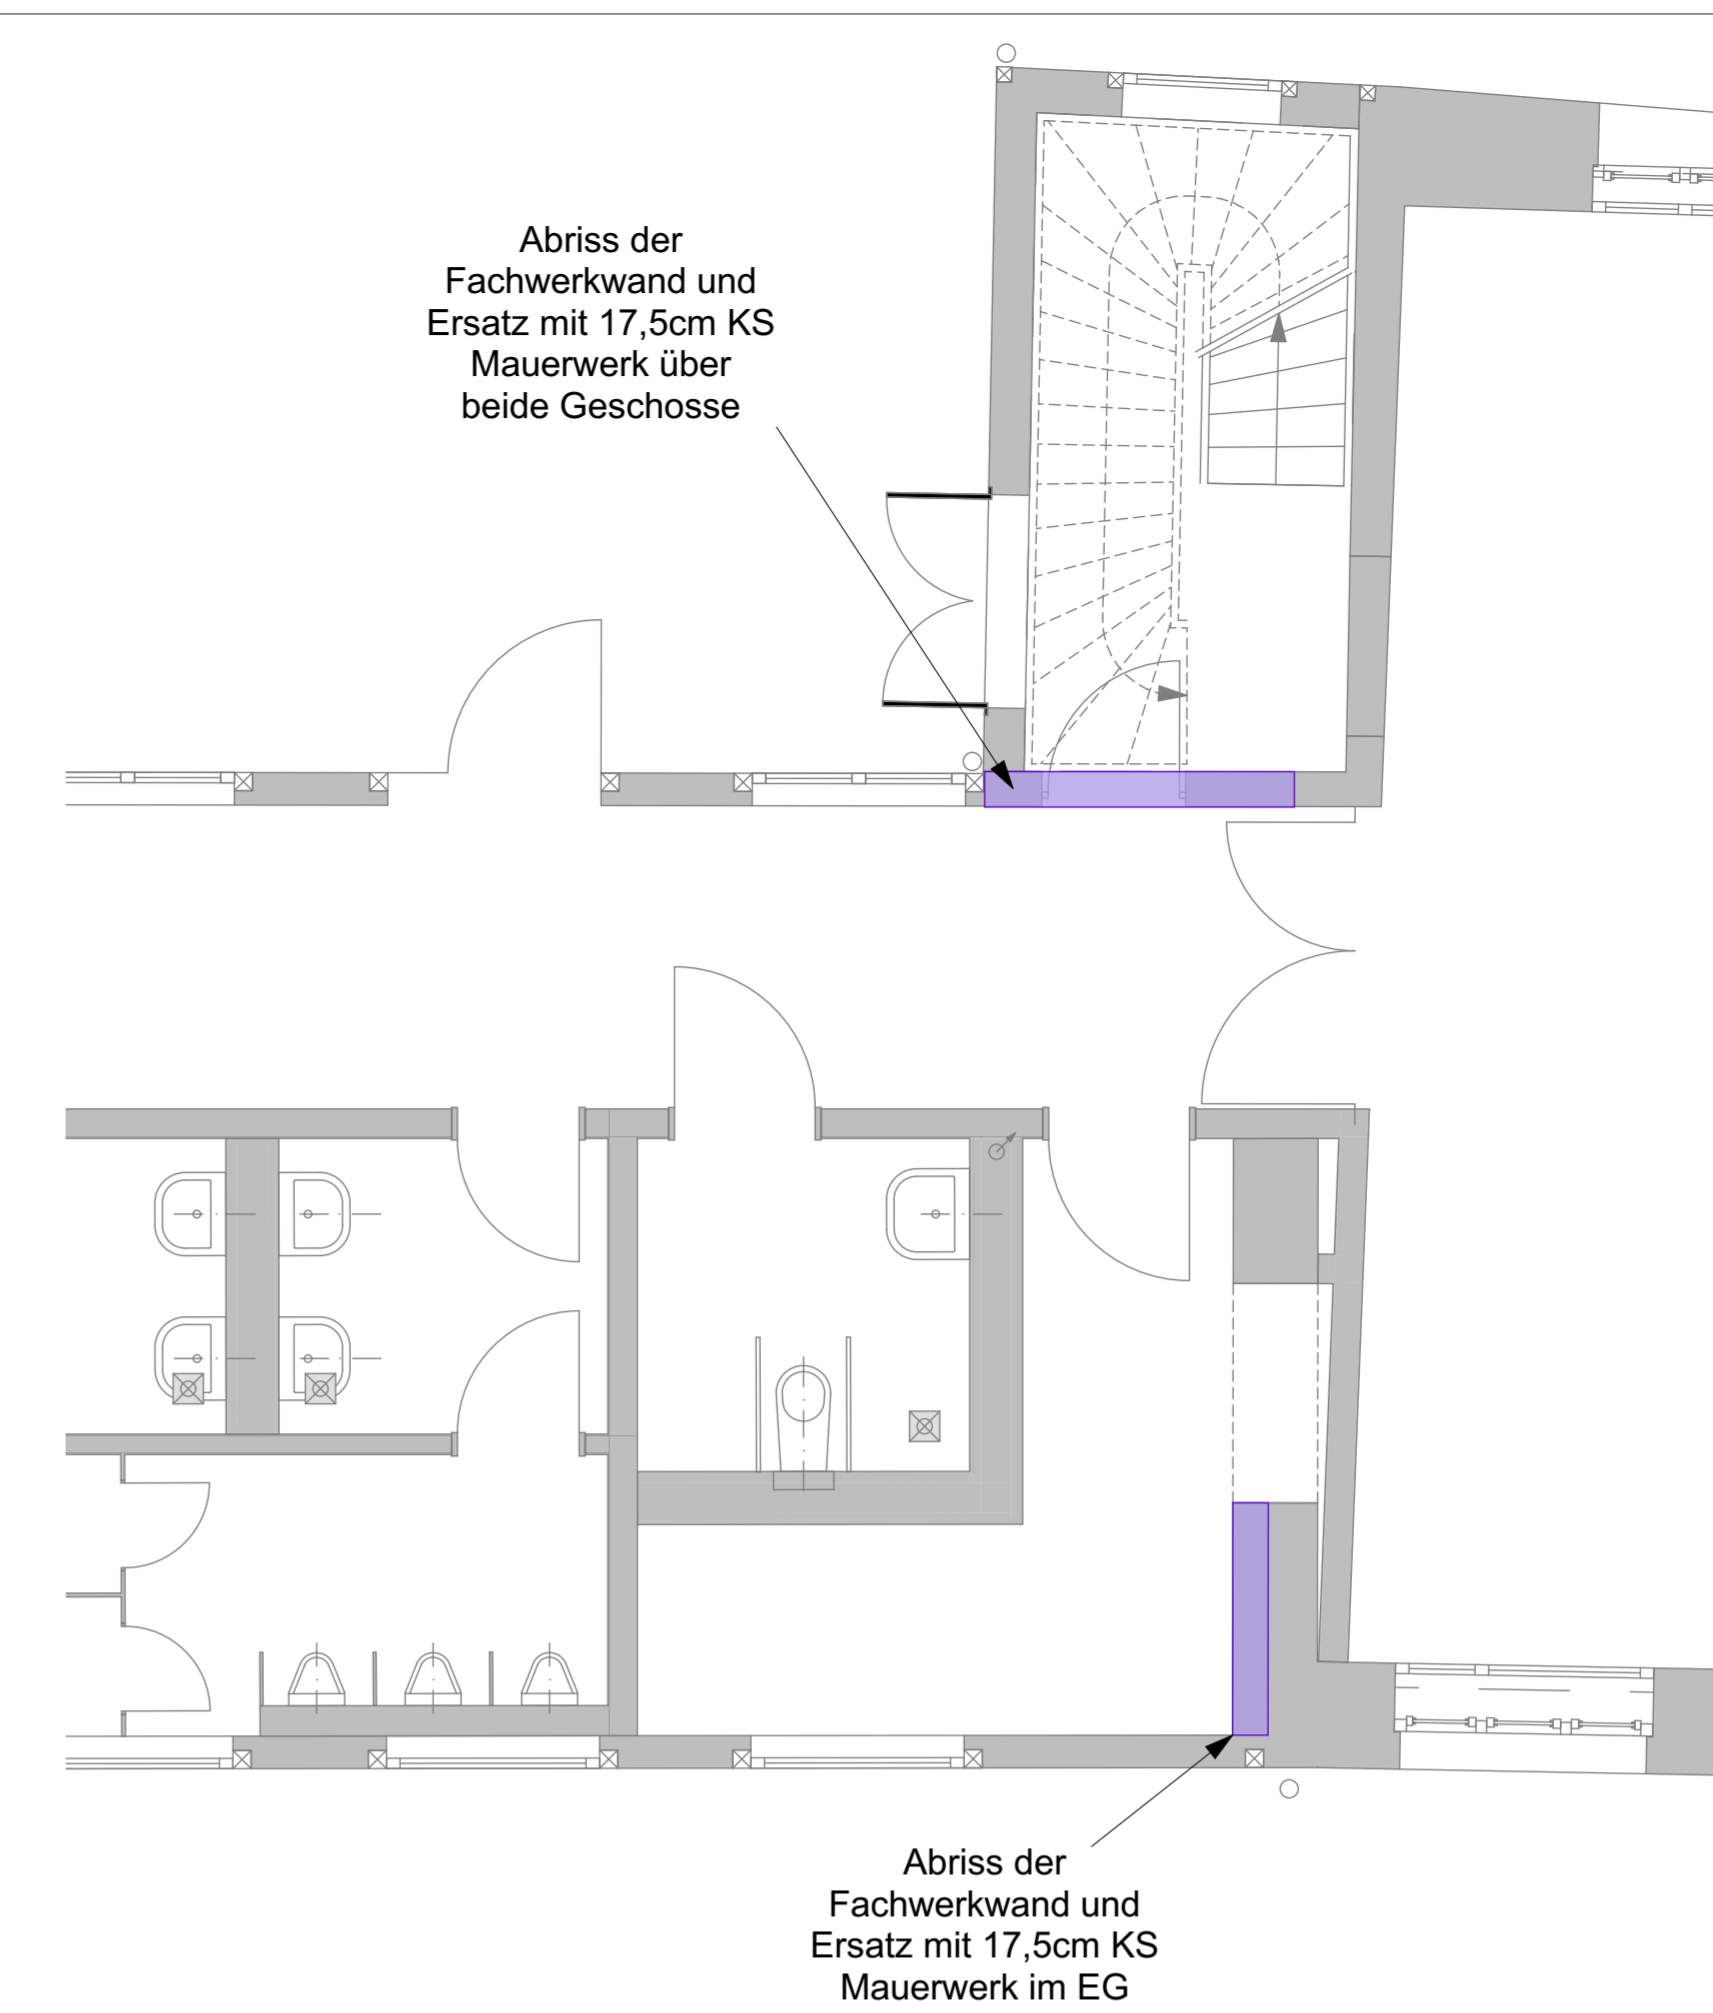 Abriss der
Fachwerkwand und
Ersatz mit 17,5cm KS
Mauerwerk über
beide Geschosse
Abriss der
Fachwerkwand und
Ersatz mit 17,5cm KS
Mauerwerk im EG